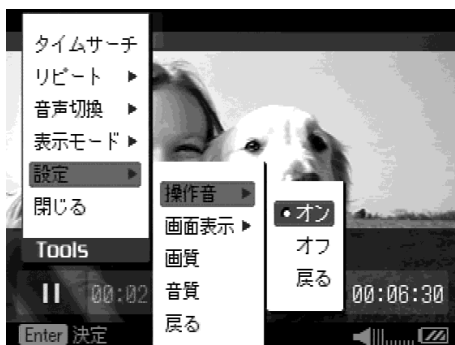 タイムサーチ
リピート
音声切換
表示モード
設定
閉じる
Tools
操作音
画面表示
画質
音質
戻る
オン
オフ
戻る
00:02
00:06:30
Enter 決定